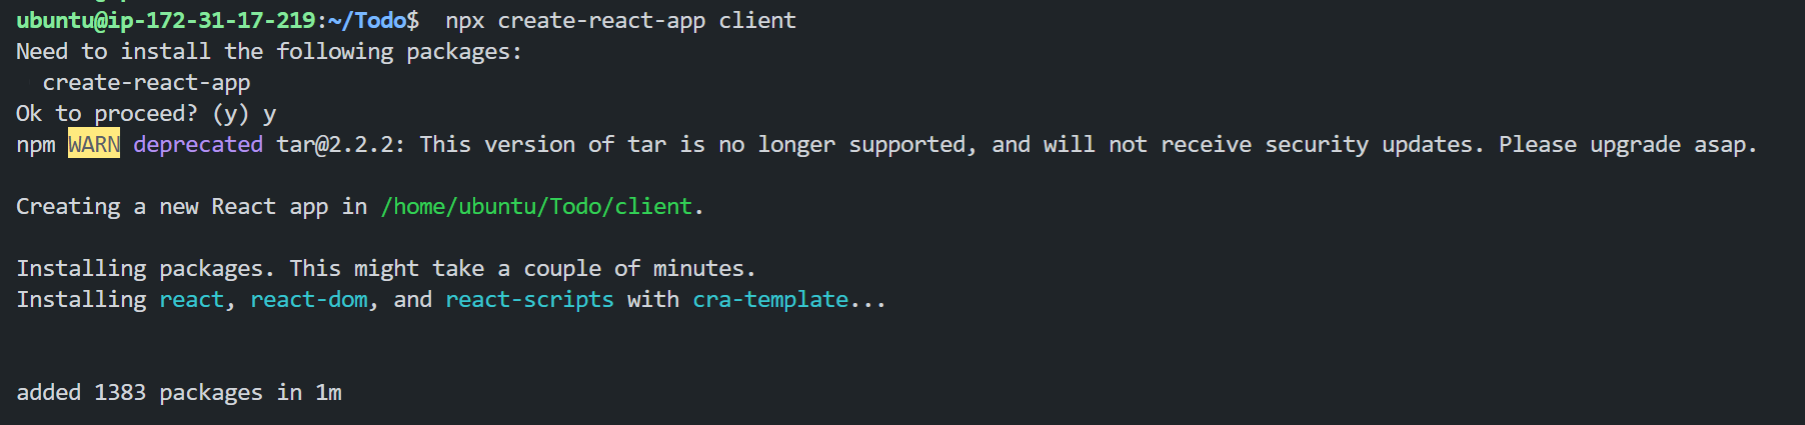 ubuntu@ip-172-31-17-219:~/Todo$  npx create-react-app client
Need to install the following packages:
  create-react-app
Ok to proceed? (y) y
npm WARN deprecated tar@2.2.2: This version of tar is no longer supported, and will not receive security updates. Please upgrade asap.
Creating a new React app in /home/ubuntu/Todo/client.
Installing packages. This might take a couple of minutes.
Installing react, react-dom, and react-scripts with cra-template...
added 1383 packages in 1m